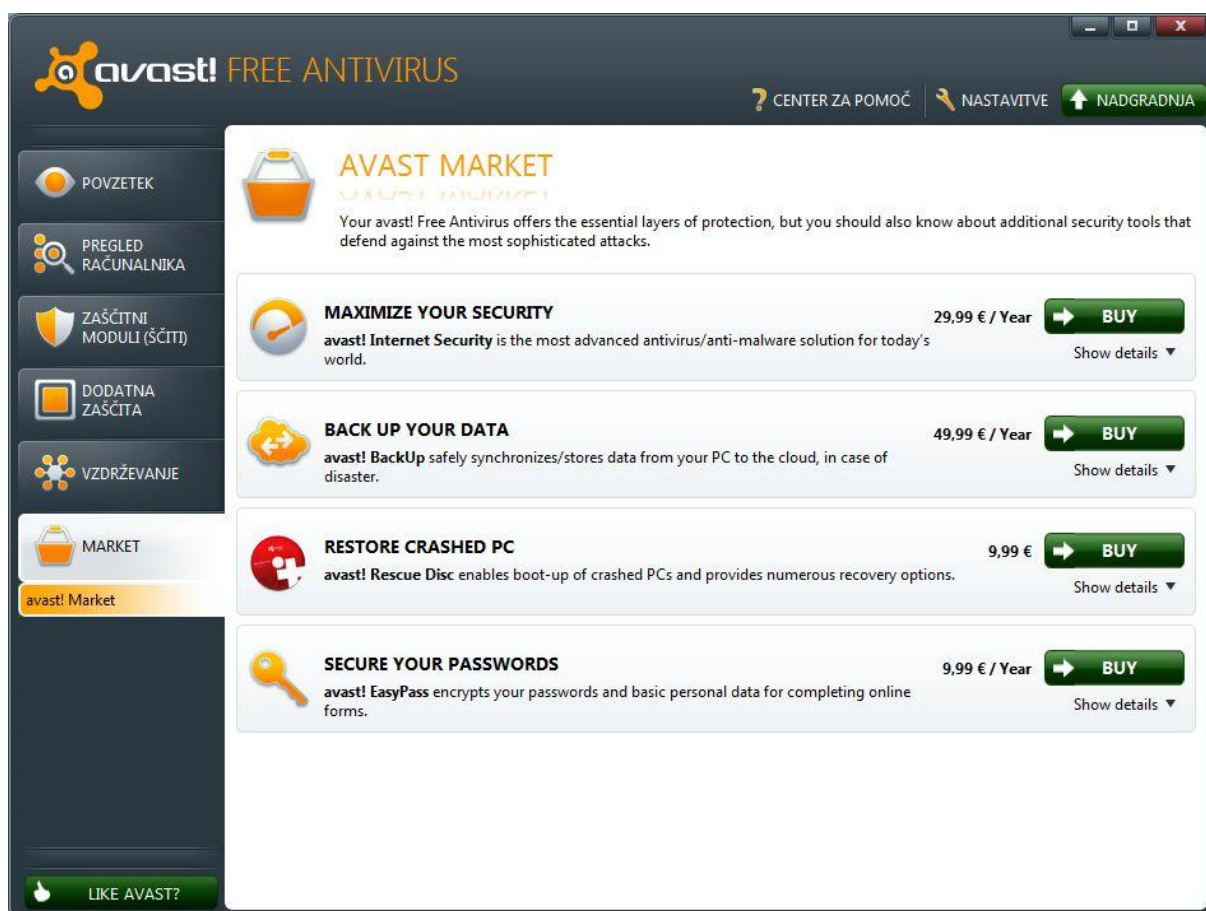 avast! FREE ANTIVIRUS
CENTER ZA POMOČ
NASTAVITVE
NADGRADNJA
POVZETEK
PREGLED
RAČUNALNIKA
ZAŠČITNI
MODULI (ŠČITI)
DODATNA
ZAŠČITA
VZDRŽEVANJE
MARKET
avast! Market
LIKE AVAST?
AVAST MARKET
Your avast! Free Antivirus offers the essential layers of protection, but you should also know about additional security tools that
defend against the most sophisticated attacks.
MAXIMIZE YOUR SECURITY
avast! Internet Security is the most advanced antivirus/anti-malware solution for today's
world.
29,99 € / Year
BUY
Show details
BACK UP YOUR DATA
avast! BackUp safely synchronizes/stores data from your PC to the cloud, in case of
disaster.
49,99 € / Year
BUY
Show details
RESTORE CRASHED PC
avast! Rescue Disc enables boot-up of crashed PCs and provides numerous recovery options.
9,99 €
BUY
Show details
SECURE YOUR PASSWORDS
avast! EasyPass encrypts your passwords and basic personal data for completing online
forms.
9,99 € / Year
BUY
Show details